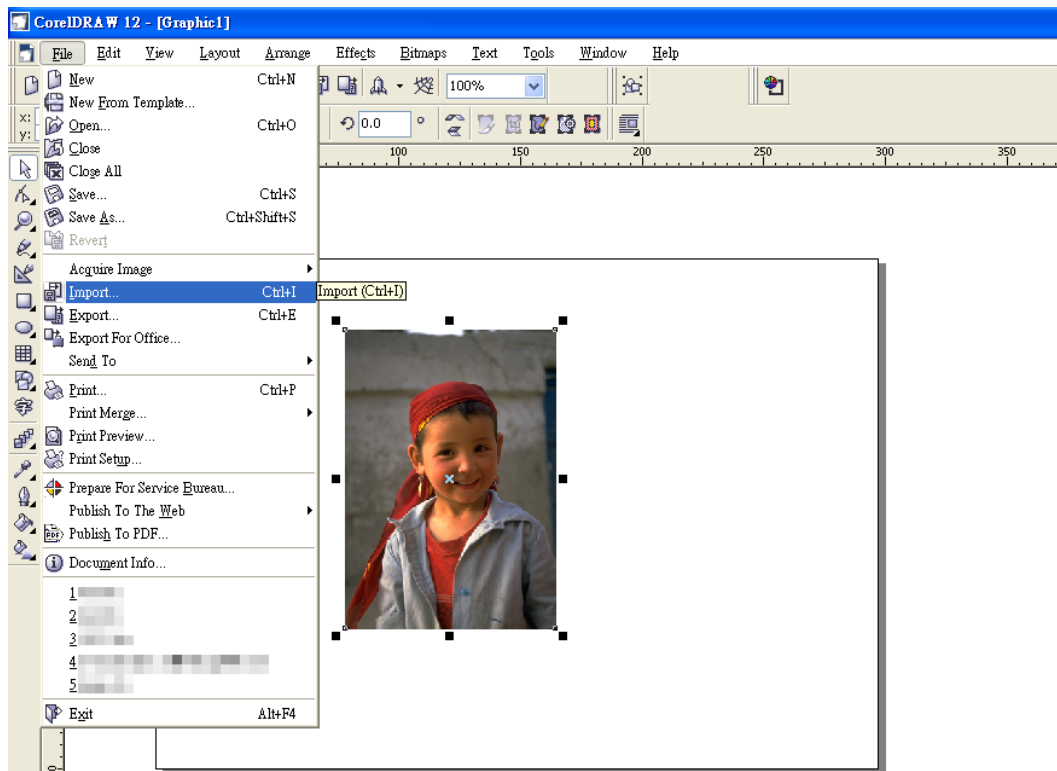 CorelDRAW 12 - [Graphic1]
File Edit View Layout Arrange Effects Bitmaps Text Tools Window Help
100%
x:
y:
0.0 °
100 150 200 250 300 350
New Ctrl+N
New From Template...
Open... Ctrl+O
Close
Close All
Save... Ctrl+S
Save As... Ctrl+Shift+S
Revert
Acquire Image
Import... Ctrl+I
Import (Ctrl+I)
Export... Ctrl+E
Export For Office...
Send To
Print... Ctrl+P
Print Merge...
Print Preview...
Print Setup...
Prepare For Service Bureau...
Publish To The Web
PDF Publish To PDF...
Document Info...
1
2
3
4
5
Exit Alt+F4
字
0